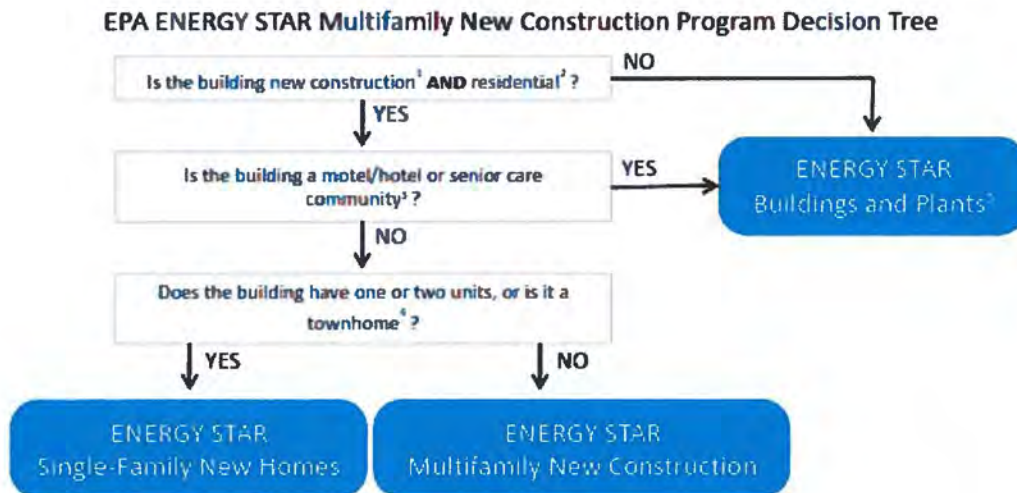 EPA ENERGY STAR Multifamily New Construction Program Decision Tree
Is the building new construction¹ AND residential² ?
NO
YES
Is the building a motel/hotel or senior care
community³ ?
YES
ENERGY STAR
Buildings and Plants⁵
NO
Does the building have one or two units, or is it a
townhome⁴ ?
YES
NO
ENERGY STAR
Single-Family New Homes
ENERGY STAR
Multifamily New Construction